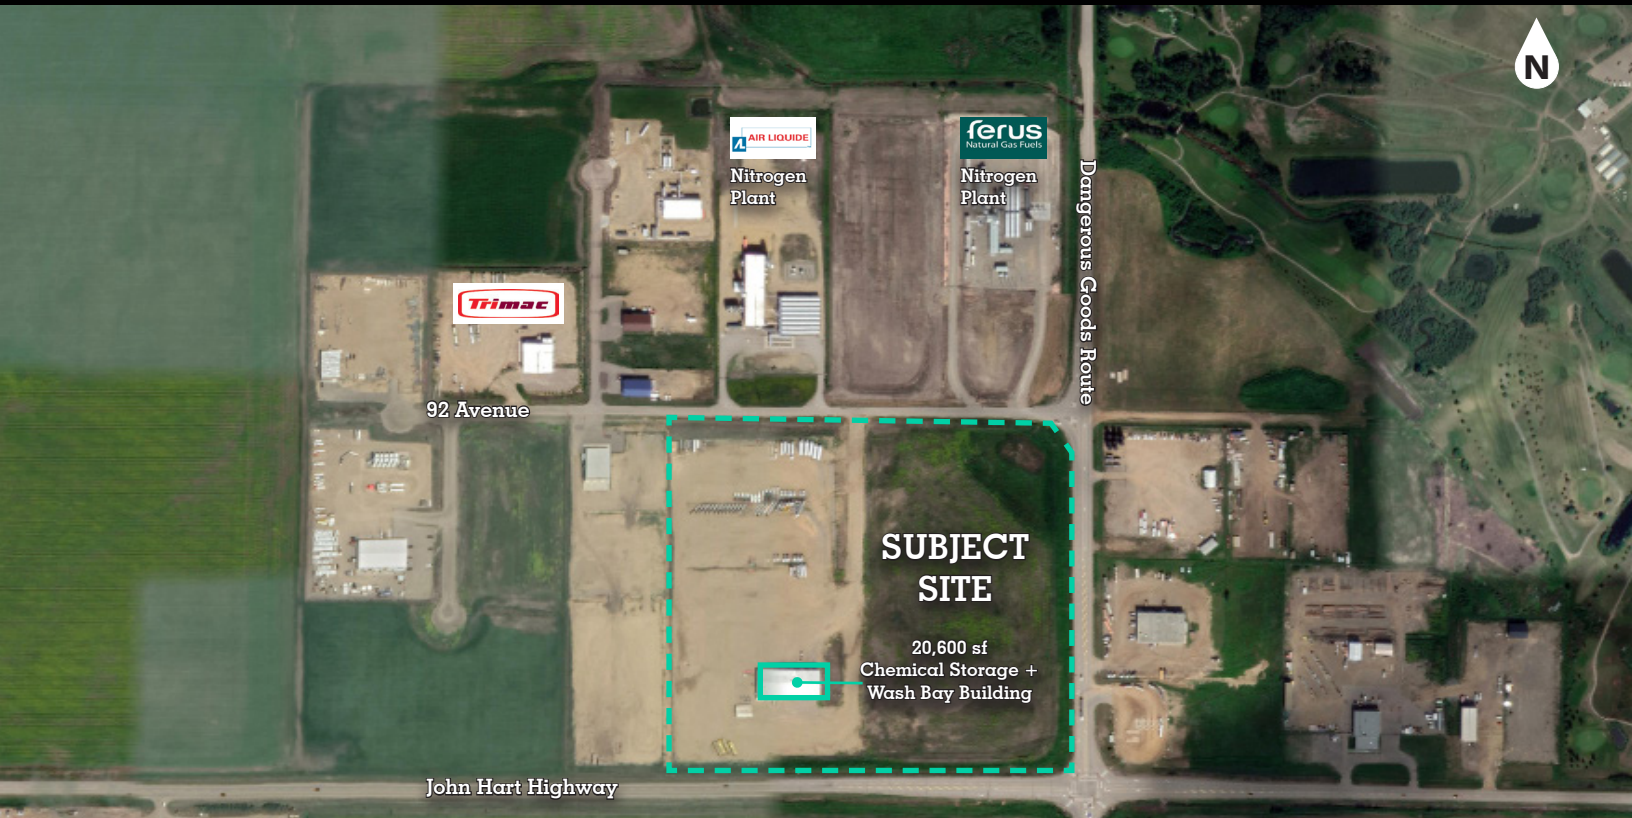 N
AIR LIQUIDE
Nitrogen
Plant
ferus
Natural Gas Fuels
Nitrogen
Plant
Dangerous Goods Route
Trimac
92 Avenue
SUBJECT
SITE
20,600 sf
Chemical Storage +
Wash Bay Building
John Hart Highway